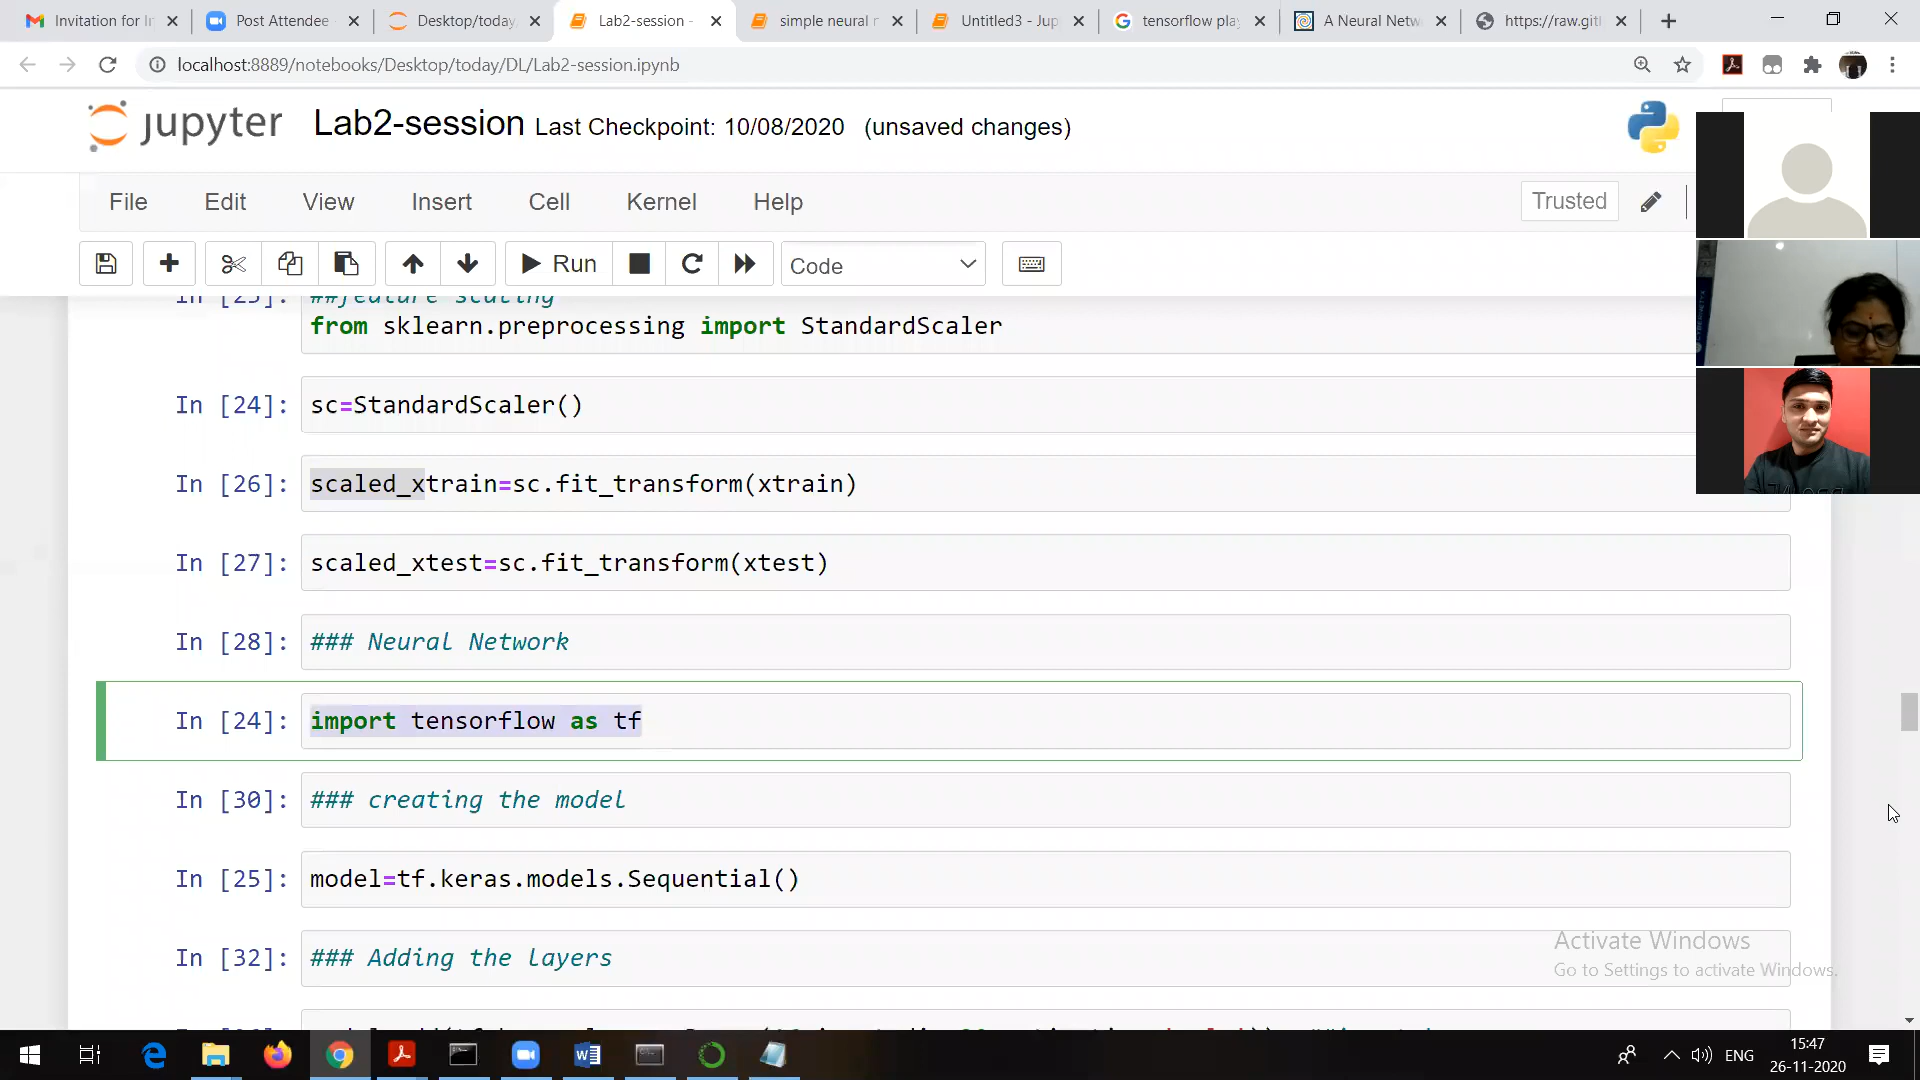 Invitation for I
Post Attendee
Desktop/today
Lab2-session -
simple neural n
Untitled3 - Jup
tensorflow pla
A Neural Netw
https://raw.gitl
localhost:8889/notebooks/Desktop/today/DL/Lab2-session.ipynb
jupyter Lab2-session Last Checkpoint: 10/08/2020 (unsaved changes)
File Edit View Insert Cell Kernel Help Trusted
Run Code
In [23]: ##feature scaling
from sklearn.preprocessing import StandardScaler
In [24]: sc=StandardScaler()
In [26]: scaled_xtrain=sc.fit_transform(xtrain)
In [27]: scaled_xtest=sc.fit_transform(xtest)
In [28]: ### Neural Network
In [24]: import tensorflow as tf
In [30]: ### creating the model
In [25]: model=tf.keras.models.Sequential()
In [32]: ### Adding the layers
Activate Windows
Go to Settings to activate Windows.
ENG
15:47
26-11-2020